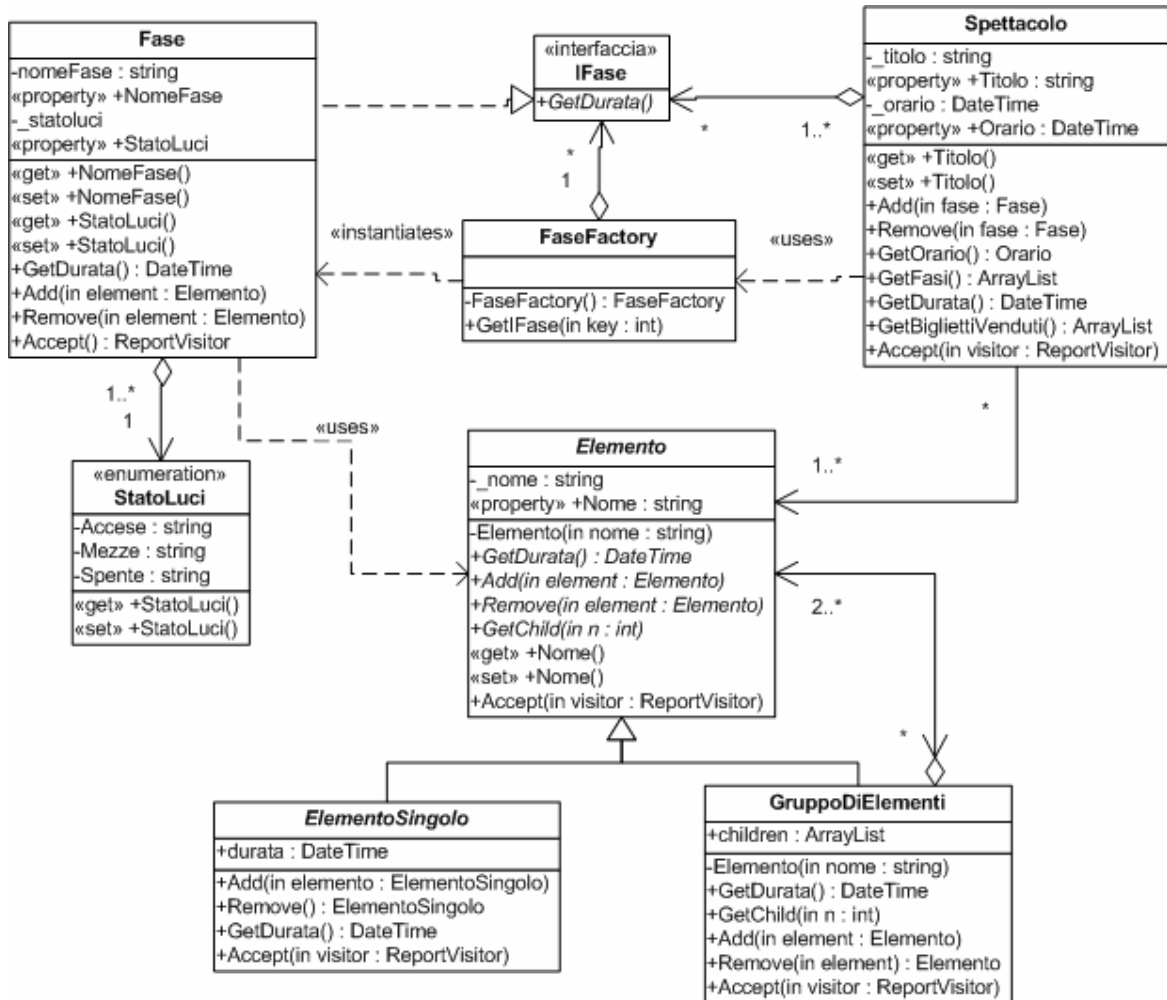 Fase
-nomeFase : string
«property» +NomeFase
-_statoluci
«property» +StatoLuci
«get» +NomeFase()
«set» +NomeFase()
«get» +StatoLuci()
«set» +StatoLuci()
+GetDurata() : DateTime
+Add(in element : Elemento)
+Remove(in element : Elemento)
+Accept() : ReportVisitor
«interfaccia»
IFase
+GetDurata()
*
1..*
Spettacolo
-_titolo : string
«property» +Titolo : string
-_orario : DateTime
«property» +Orario : DateTime
«get» +Titolo()
«set» +Titolo()
+Add(in fase : Fase)
+Remove(in fase : Fase)
+GetOrario() : Orario
+GetFasi() : ArrayList
+GetDurata() : DateTime
+GetBigliettiVenduti() : ArrayList
+Accept(in visitor : ReportVisitor)
*
1
«instantiates»
FaseFactory
-FaseFactory() : FaseFactory
+GetIFase(in key : int)
«uses»
1..*
1
«uses»
*
1..*
«enumeration»
StatoLuci
-Accese : string
-Mezze : string
-Spente : string
«get» +StatoLuci()
«set» +StatoLuci()
Elemento
-_nome : string
«property» +Nome : string
-Elemento(in nome : string)
+GetDurata() : DateTime
+Add(in element : Elemento)
+Remove(in element : Elemento)
+GetChild(in n : int)
«get» +Nome()
«set» +Nome()
+Accept(in visitor : ReportVisitor)
2..*
*
ElementoSingolo
+durata : DateTime
+Add(in elemento : ElementoSingolo)
+Remove() : ElementoSingolo
+GetDurata() : DateTime
+Accept(in visitor : ReportVisitor)
GruppoDiElementi
+children : ArrayList
-Elemento(in nome : string)
+GetDurata() : DateTime
+GetChild(in n : int)
+Add(in element : Elemento)
+Remove(in element) : Elemento
+Accept(in visitor : ReportVisitor)